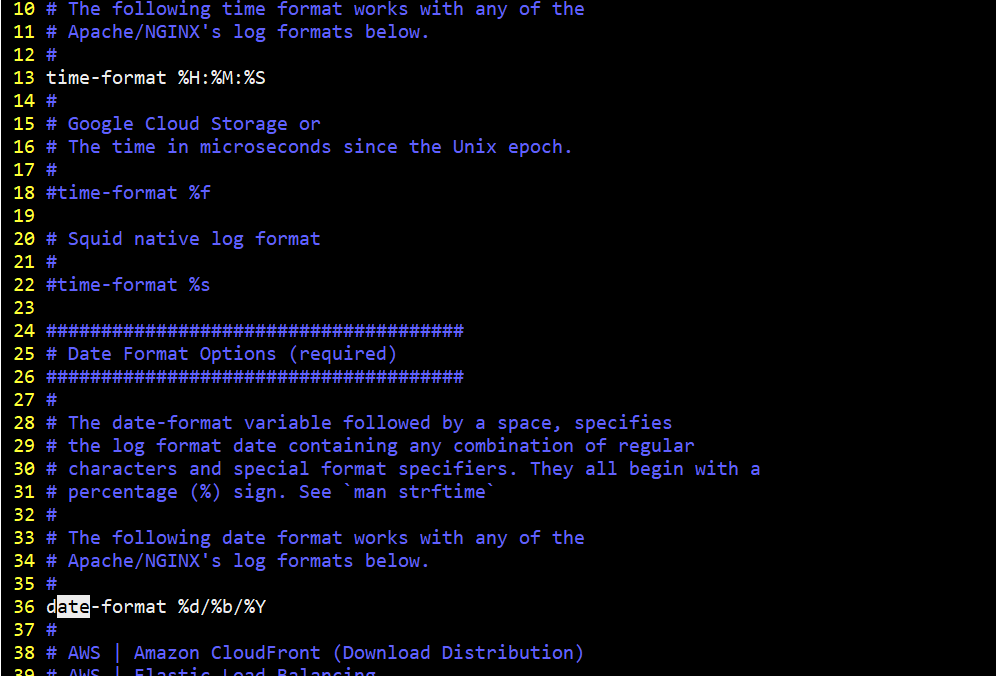 10 # The following time format works with any of the
11 # Apache/NGINX's log formats below.
12 #
13 time-format %H:%M:%S
14 #
15 # Google Cloud Storage or
16 # The time in microseconds since the Unix epoch.
17 #
18 #time-format %f
19
20 # Squid native log format
21 #
22 #time-format %s
23
24 ######################################
25 # Date Format Options (required)
26 ######################################
27 #
28 # The date-format variable followed by a space, specifies
29 # the log format date containing any combination of regular
30 # characters and special format specifiers. They all begin with a
31 # percentage (%) sign. See `man strftime`
32 #
33 # The following date format works with any of the
34 # Apache/NGINX's log formats below.
35 #
36 date-format %d/%b/%Y
37 #
38 # AWS | Amazon CloudFront (Download Distribution)
39 # AWS | Elastic Load Balancing